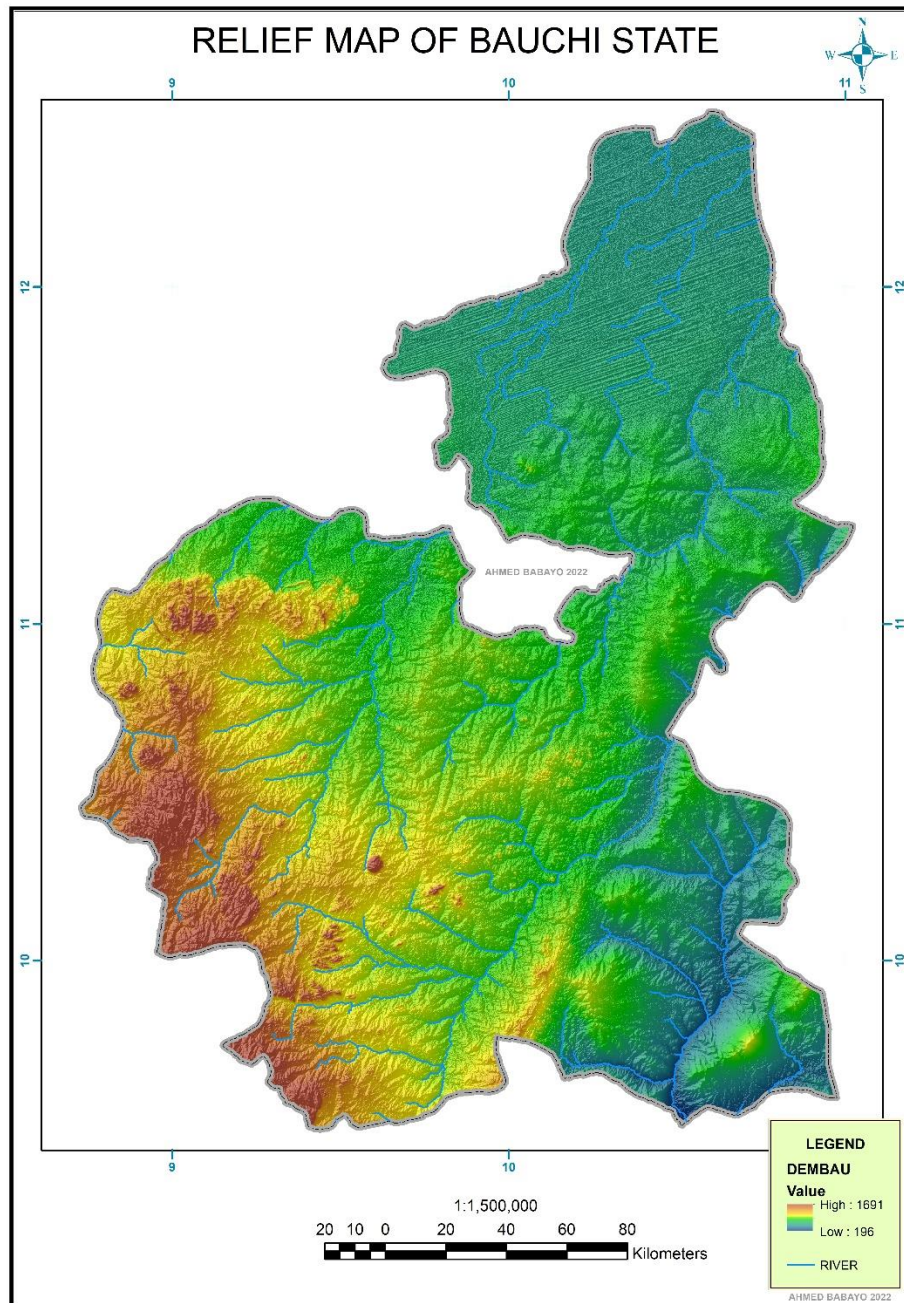 RELIEF MAP OF BAUCHI STATE
N
W E
S
9 10 11
12 12
AHMED BABAYO 2022
11 11
10 10
9 10
1:1,500,000
20 10 0 20 40 60 80
Kilometers
LEGEND
DEMBAU
Value
High : 1691
Low : 196
RIVER
AHMED BABAYO 2022